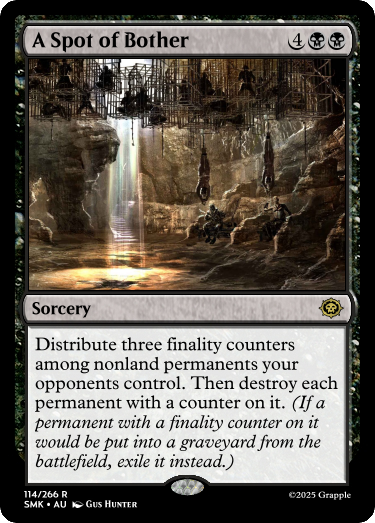 A Spot of Bother 4
Sorcery
Distribute three finality counters
among nonland permanents your
opponents control. Then destroy each
permanent with a counter on it. (If a
permanent with a finality counter on it
would be put into a graveyard from the
battlefield, exile it instead.)
114/266 R
SMK • AU Gus Hunter
©2025 Grapple